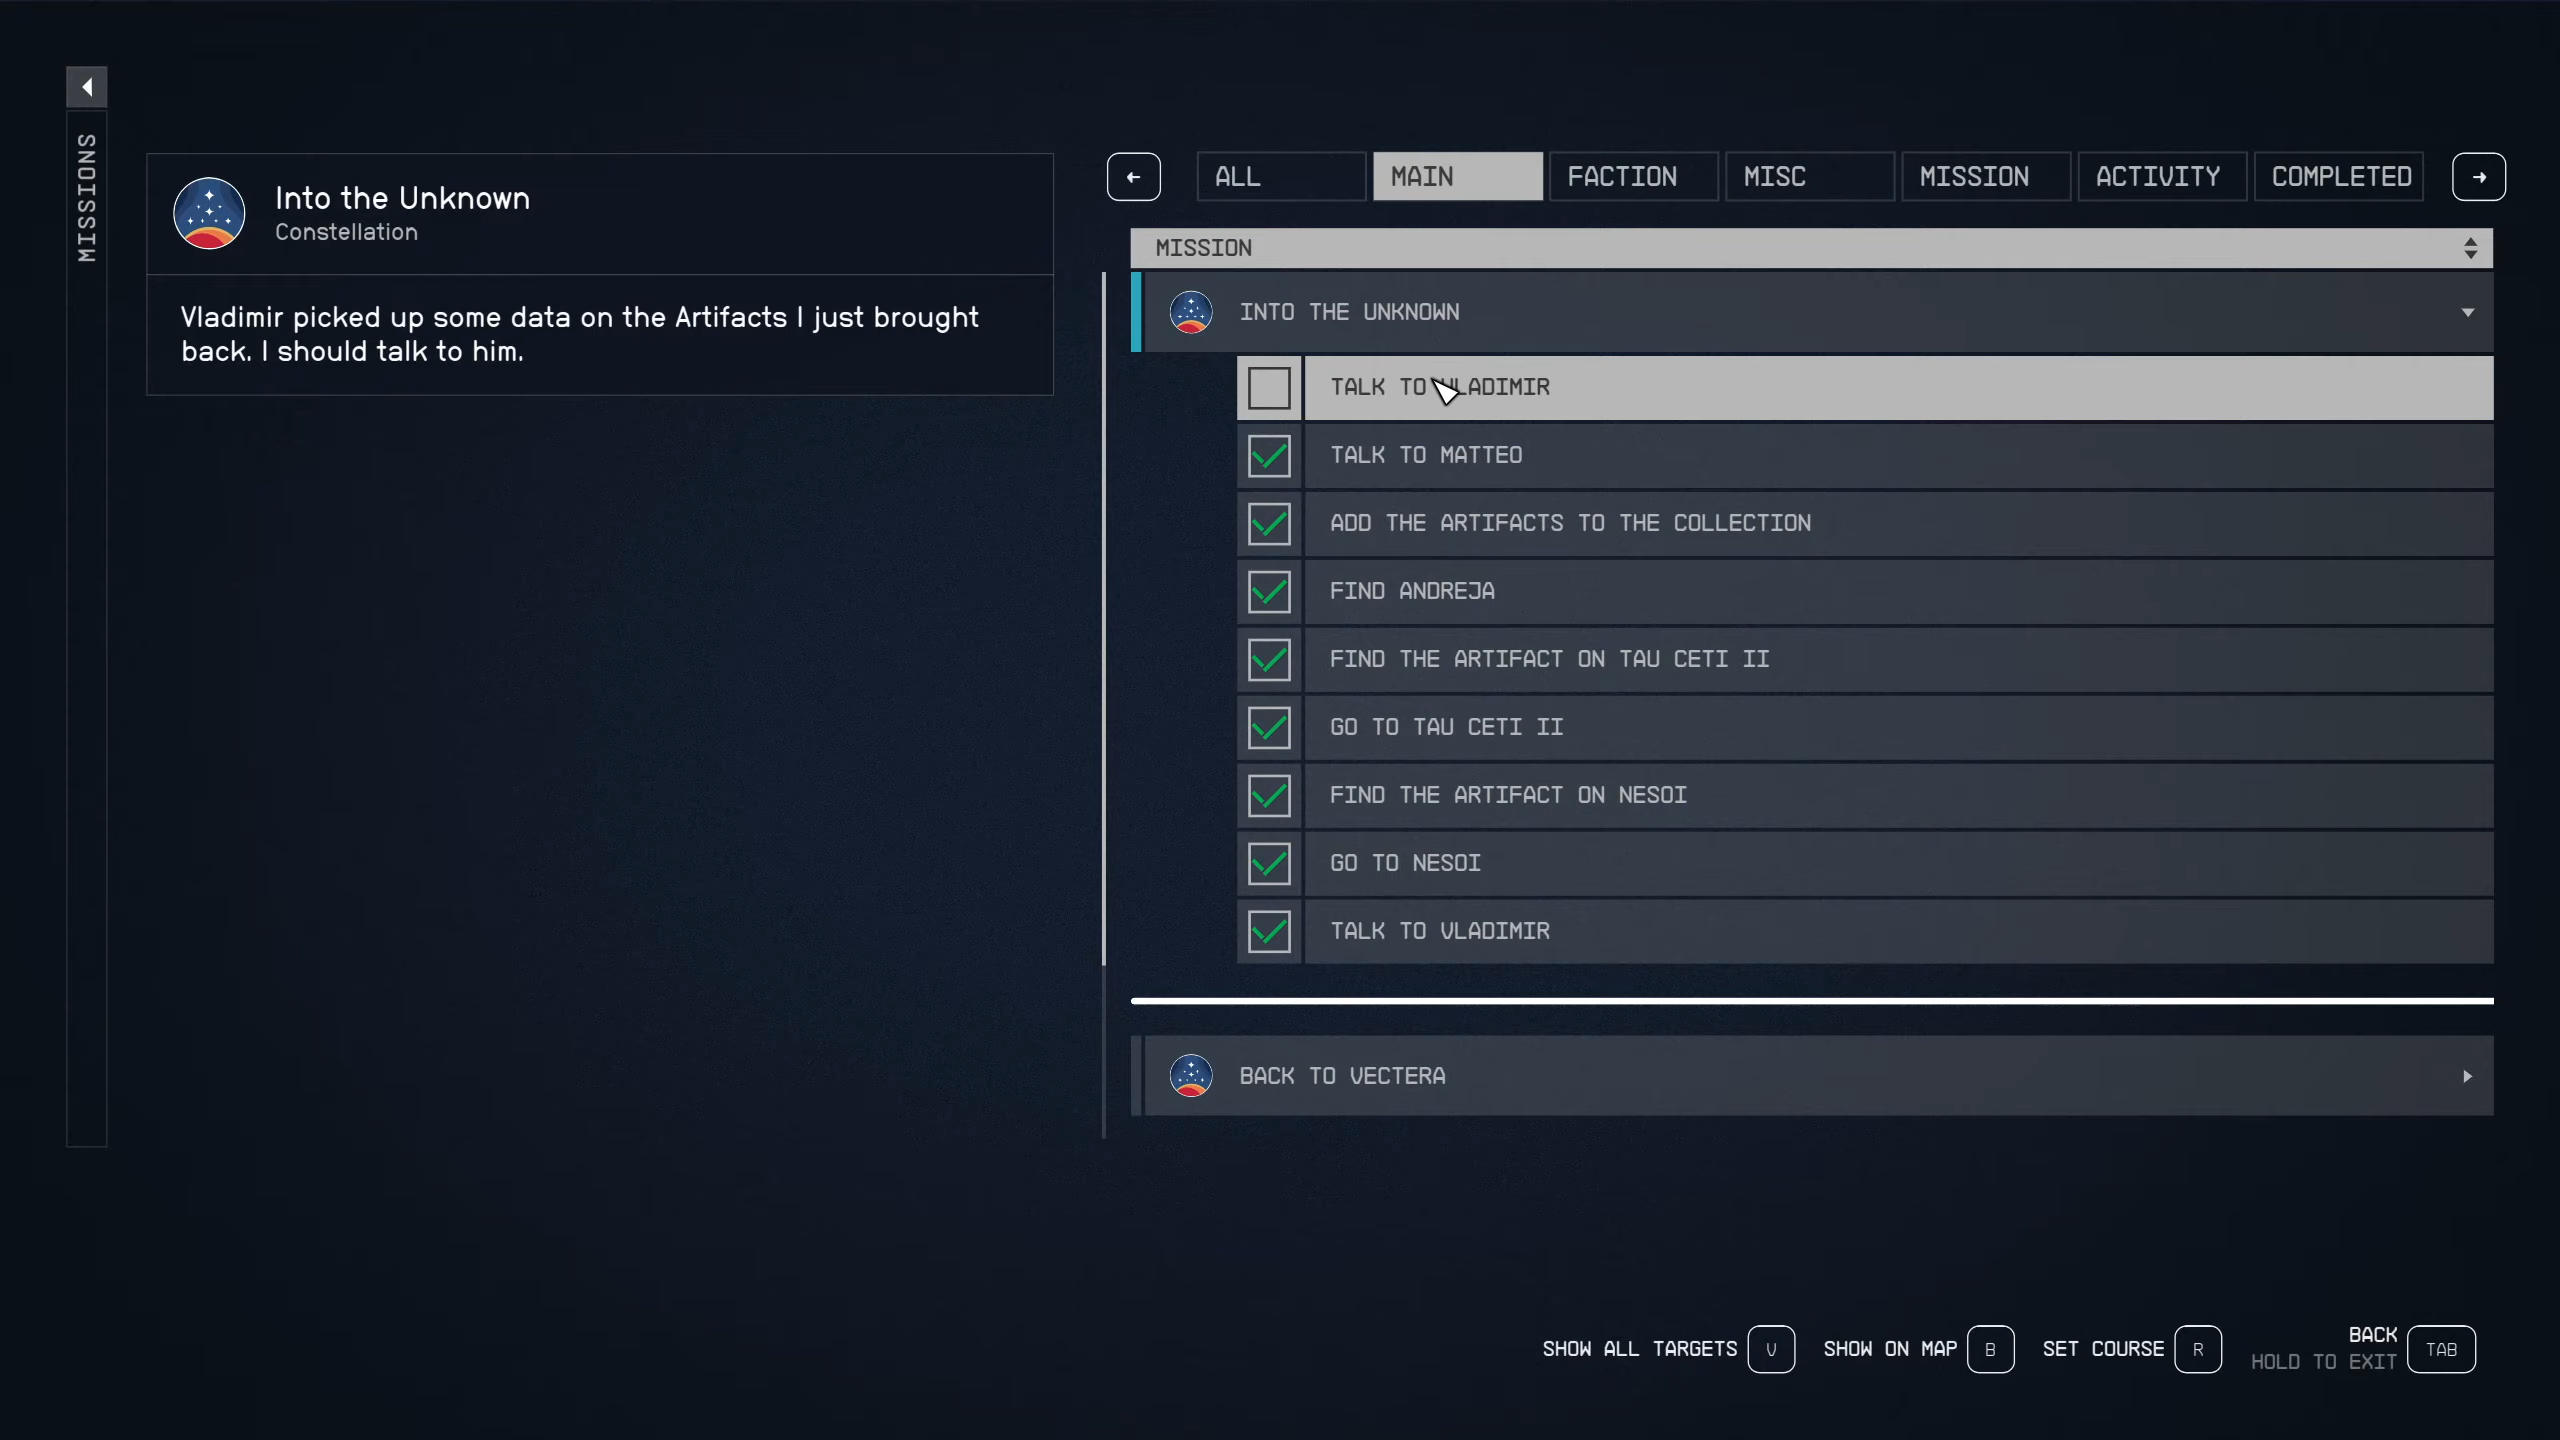 MISSIONS
Into the Unknown
Constellation
Vladimir picked up some data on the Artifacts I just brought
back. I should talk to him.
ALL
MAIN
FACTION
MISC
MISSION
ACTIVITY
COMPLETED
MISSION
INTO THE UNKNOWN
TALK TO VLADIMIR
TALK TO MATTEO
ADD THE ARTIFACTS TO THE COLLECTION
FIND ANDREJA
FIND THE ARTIFACT ON TAU CETI II
GO TO TAU CETI II
FIND THE ARTIFACT ON NESOI
GO TO NESOI
TALK TO VLADIMIR
BACK TO VECTERA
SHOW ALL TARGETS V
SHOW ON MAP B
SET COURSE R
BACK
HOLD TO EXIT
TAB